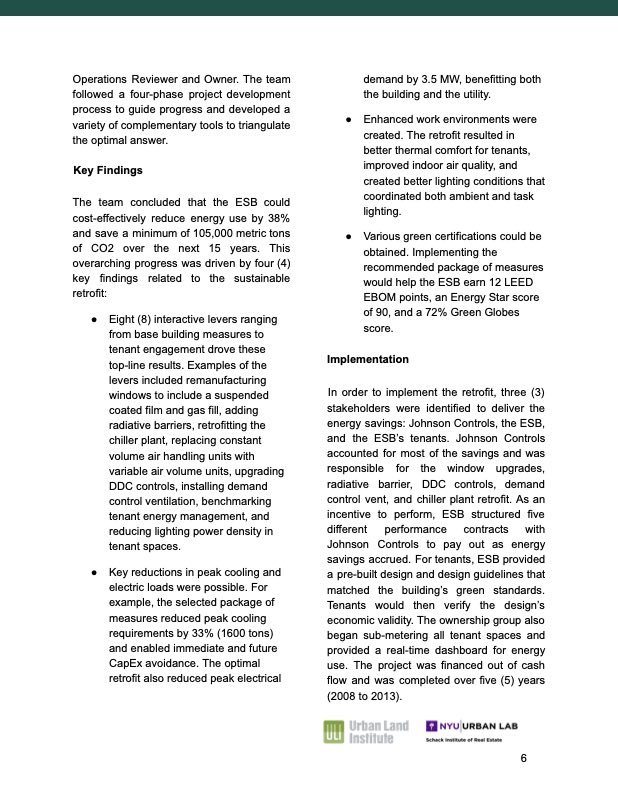 Operations Reviewer and Owner. The team
followed a four-phase project development
process to guide progress and developed a
variety of complementary tools to triangulate
the optimal answer.
Key Findings
The team concluded that the ESB could
cost-effectively reduce energy use by 38%
and save a minimum of 105,000 metric tons
of CO2 over the next 15 years. This
overarching progress was driven by four (4)
key findings related to the sustainable
retrofit:
● Eight (8) interactive levers ranging
from base building measures to
tenant engagement drove these
top-line results. Examples of the
levers included remanufacturing
windows to include a suspended
coated film and gas fill, adding
radiative barriers, retrofitting the
chiller plant, replacing constant
volume air handling units with
variable air volume units, upgrading
DDC controls, installing demand
control ventilation, benchmarking
tenant energy management, and
reducing lighting power density in
tenant spaces.
● Key reductions in peak cooling and
electric loads were possible. For
example, the selected package of
measures reduced peak cooling
requirements by 33% (1600 tons)
and enabled immediate and future
CapEx avoidance. The optimal
retrofit also reduced peak electrical
demand by 3.5 MW, benefitting both
the building and the utility.
● Enhanced work environments were
created. The retrofit resulted in
better thermal comfort for tenants,
improved indoor air quality, and
created better lighting conditions that
coordinated both ambient and task
lighting.
● Various green certifications could be
obtained. Implementing the
recommended package of measures
would help the ESB earn 12 LEED
EBOM points, an Energy Star score
of 90, and a 72% Green Globes
score.
Implementation
In order to implement the retrofit, three (3)
stakeholders were identified to deliver the
energy savings: Johnson Controls, the ESB,
and the ESB's tenants. Johnson Controls
accounted for most of the savings and was
responsible for the window upgrades,
radiative barrier, DDC controls, demand
control vent, and chiller plant retrofit. As an
incentive to perform, ESB structured five
different performance contracts with
Johnson Controls to pay out as energy
savings accrued. For tenants, ESB provided
a pre-built design and design guidelines that
matched the building's green standards.
Tenants would then verify the design's
economic validity. The ownership group also
began sub-metering all tenant spaces and
provided a real-time dashboard for energy
use. The project was financed out of cash
flow and was completed over five (5) years
(2008 to 2013).
ULI Urban Land
Institute
NYU URBAN LAB
Schack Institute of Real Estate
6